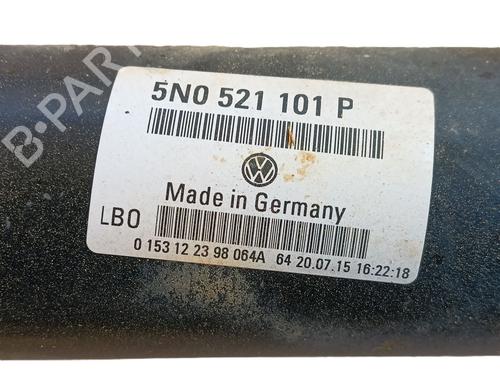 5N0 521 101 P
Made in Germany
LBO
0 153 12 23 98 064A 64 20.07.15 16:22:18
B-PARTS